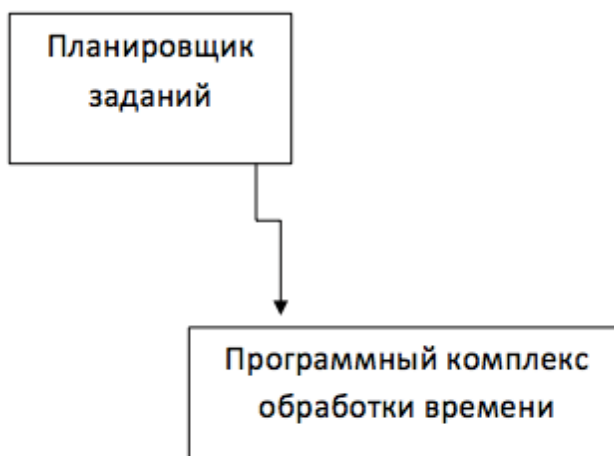 Планировщик
заданий
Программный комплекс
обработки времени